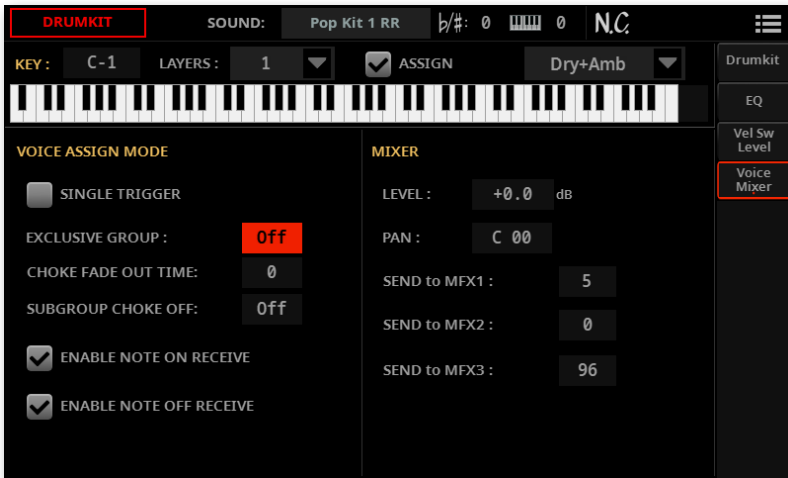 DRUMKIT SOUND: Pop Kit 1 RR b/#: 0 0 N.C.
KEY : C-1 LAYERS : 1 ASSIGN Dry+Amb
Drumkit
EQ
Vel Sw
Level
Voice
Mixer
VOICE ASSIGN MODE
SINGLE TRIGGER
EXCLUSIVE GROUP : Off
CHOKE FADE OUT TIME: 0
SUBGROUP CHOKE OFF: Off
ENABLE NOTE ON RECEIVE
ENABLE NOTE OFF RECEIVE
MIXER
LEVEL : +0.0 dB
PAN : C 00
SEND to MFX1 : 5
SEND to MFX2 : 0
SEND to MFX3 : 96